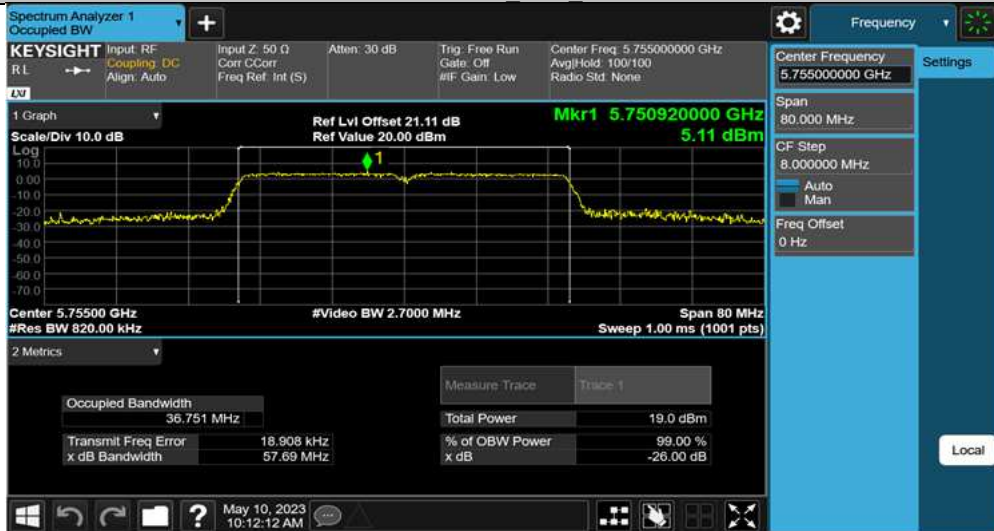 Spectrum Analyzer 1
Occupied BW
+
Frequency
KEYSIGHT
RL
LXI
Input: RF
Coupling: DC
Align: Auto
Input Z: 50 Ω
Corr CCorr
Freq Ref: Int (S)
Atten: 30 dB
Trig: Free Run
Gate: Off
#IF Gain: Low
Center Freq: 5.755000000 GHz
Avg|Hold: 100/100
Radio Std: None
Center Frequency
5.755000000 GHz
Settings
Span
80.000 MHz
CF Step
8.000000 MHz
Auto
Man
Freq Offset
0 Hz
1 Graph
Scale/Div 10.0 dB
Ref Lvl Offset 21.11 dB
Ref Value 20.00 dBm
Mkr1 5.750920000 GHz
5.11 dBm
Log
10.0
0.00
-10.0
-20.0
-30.0
-40.0
-50.0
-60.0
-70.0
1
Center 5.75500 GHz
#Video BW 2.7000 MHz
Span 80 MHz
#Res BW 820.00 kHz
Sweep 1.00 ms (1001 pts)
2 Metrics
Measure Trace
Trace 1
Occupied Bandwidth
36.751 MHz
Total Power
19.0 dBm
Transmit Freq Error
18.908 kHz
% of OBW Power
99.00 %
x dB Bandwidth
57.69 MHz
x dB
-26.00 dB
Local
?
May 10, 2023
10:12:12 AM